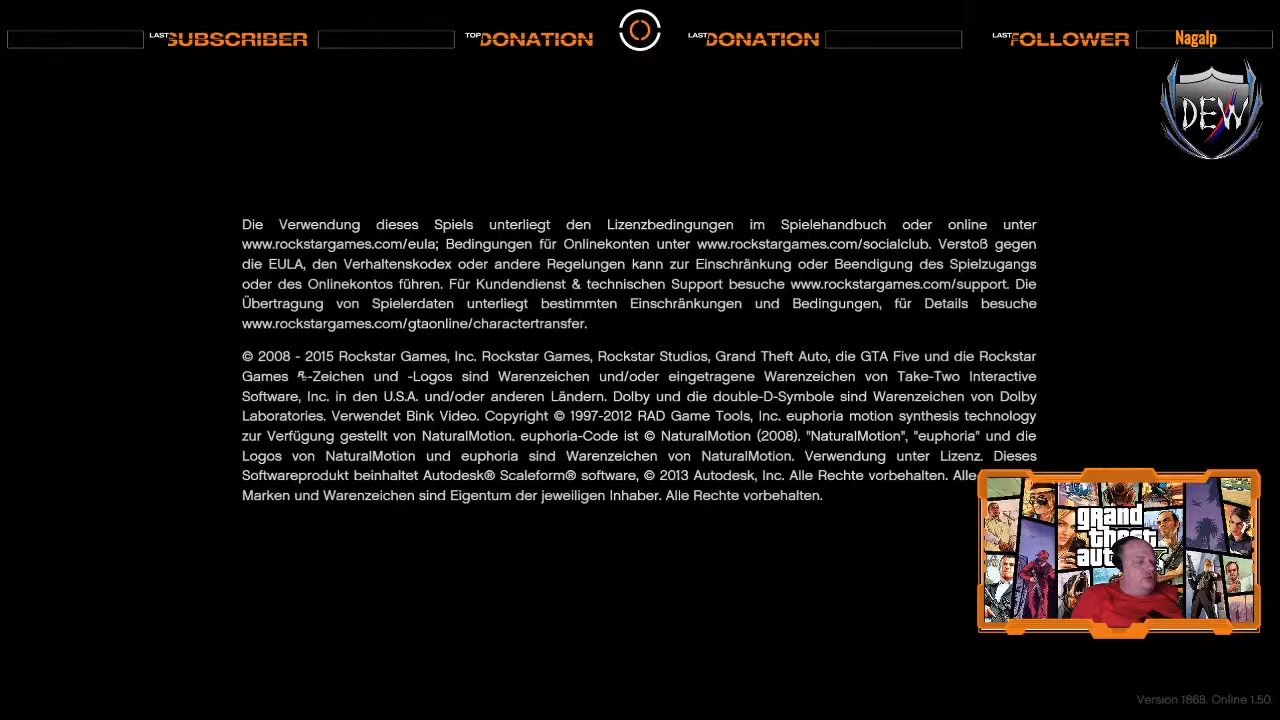 LAST SUBSCRIBER
TOP DONATION
LAST DONATION
LAST FOLLOWER
Nagalp
DEW
Die Verwendung dieses Spiels unterliegt den Lizenzbedingungen im Spielehandbuch oder online unter
www.rockstargames.com/eula; Bedingungen für Onlinekonten unter www.rockstargames.com/socialclub. Verstoß gegen
die EULA, den Verhaltenskodex oder andere Regelungen kann zur Einschränkung oder Beendigung des Spielzugangs
oder des Onlinekontos führen. Für Kundendienst & technischen Support besuche www.rockstargames.com/support. Die
Übertragung von Spielerdaten unterliegt bestimmten Einschränkungen und Bedingungen, für Details besuche
www.rockstargames.com/gtaonline/charactertransfer.
© 2008 - 2015 Rockstar Games, Inc. Rockstar Games, Rockstar Studios, Grand Theft Auto, die GTA Five und die Rockstar
Games R*-Zeichen und -Logos sind Warenzeichen und/oder eingetragene Warenzeichen von Take-Two Interactive
Software, Inc. in den U.S.A. und/oder anderen Ländern. Dolby und die double-D-Symbole sind Warenzeichen von Dolby
Laboratories. Verwendet Bink Video. Copyright © 1997-2012 RAD Game Tools, Inc. euphoria motion synthesis technology
zur Verfügung gestellt von NaturalMotion. euphoria-Code ist © NaturalMotion (2008). "NaturalMotion", "euphoria" und die
Logos von NaturalMotion und euphoria sind Warenzeichen von NaturalMotion. Verwendung unter Lizenz. Dieses
Softwareprodukt beinhaltet Autodesk® Scaleform® software, © 2013 Autodesk, Inc. Alle Rechte vorbehalten. Alle
Marken und Warenzeichen sind Eigentum der jeweiligen Inhaber. Alle Rechte vorbehalten.
grand
theft
auto
Version 1868. Online 1.50.